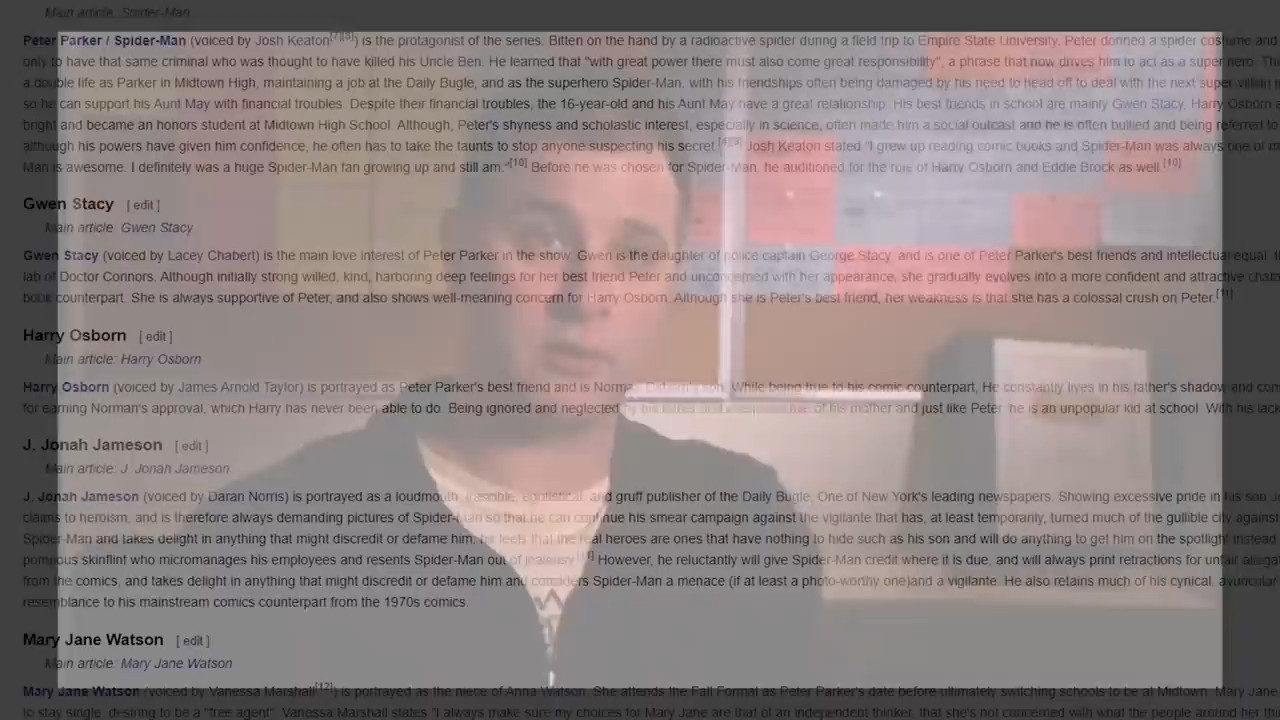 Main article: Spider-Man
Peter Parker / Spider-Man (voiced by Josh Keaton[7][8]) is the protagonist of the series. Bitten on the hand by a radioactive spider during a field trip to Empire State University, Peter donned a spider costume and
only to have that same criminal who was thought to have killed his Uncle Ben. He learned that "with great power there must also come great responsibility", a phrase that now drives him to act as a super hero.
a double life as Parker in Midtown High, maintaining a job at the Daily Bugle, and as the superhero Spider-Man, with his friendships often being damaged by his need to head off to deal with the next super villain
so he can support his Aunt May with financial troubles. Despite their financial troubles, the 16-year-old and his Aunt May have a great relationship. His best friends in school are mainly Gwen Stacy, Harry Osborn
bright and became an honors student at Midtown High School. Although, Peter's shyness and scholastic interest, especially in science, often made him a social outcast and he is often bullied and being referred to
although his powers have given him confidence, he often has to take the taunts to stop anyone suspecting his secret.[4][9] Josh Keaton stated "I grew up reading comic books and Spider-Man was always one of
Man is awesome. I definitely was a huge Spider-Man fan growing up and still am."[10] Before he was chosen for Spider-Man, he auditioned for the role of Harry Osborn and Eddie Brock as well.[10]
Gwen Stacy [ edit ]
Main article: Gwen Stacy
Gwen Stacy (voiced by Lacey Chabert) is the main love interest of Peter Parker in the show. Gwen is the daughter of police captain George Stacy, and is one of Peter Parker's best friends and intellectual equal.
lab of Doctor Connors. Although initially strong willed, kind, harboring deep feelings for her best friend Peter and unconcerned with her appearance, she gradually evolves into a more confident and attractive
book counterpart. She is always supportive of Peter, and also shows well-meaning concern for Harry Osborn. Although she is Peter's best friend, her weakness is that she has a colossal crush on Peter.[11]
Harry Osborn [ edit ]
Main article: Harry Osborn
Harry Osborn (voiced by James Arnold Taylor) is portrayed as Peter Parker's best friend and is Norman Osborn's son. While being true to his comic counterpart, He constantly lives in his father's shadow and
for earning Norman's approval, which Harry has never been able to do. Being ignored and neglected by his father and of his mother and just like Peter, he is an unpopular kid at school. With his
J. Jonah Jameson [ edit ]
Main article: J. Jonah Jameson
J. Jonah Jameson (voiced by Daran Norris) is portrayed as a loudmouth, irascible, egotistical, and gruff publisher of the Daily Bugle, One of New York's leading newspapers. Showing excessive pride in his son
claims to heroism, and is therefore always demanding pictures of Spider-Man so that he can continue his smear campaign against the vigilante that has, at least temporarily, turned much of the gullible city against
Spider-Man and takes delight in anything that might discredit or defame him. he feels that the real heroes are ones that have nothing to hide such as his son and will do anything to get him on the spotlight instead
pompous skinflint who micromanages his employees and resents Spider-Man out of jealousy. However, he reluctantly will give Spider-Man credit where it is due, and will always print retractions for unfair
from the comics, and takes delight in anything that might discredit or defame him and considers Spider-Man a menace (if at least a photo-worthy one)and a vigilante. He also retains much of his cynical, avuncular
resemblance to his mainstream comics counterpart from the 1970s comics.
Mary Jane Watson [ edit ]
Main article: Mary Jane Watson
Mary Jane Watson (voiced by Vanessa Marshall[12]) is portrayed as the niece of Anna Watson. She attends the Fall Formal as Peter Parker's date before ultimately switching schools to be at Midtown. Mary Jane
to stay single, desiring to be a "free agent". Vanessa Marshall states "I always make sure my choices for Mary Jane are that of an independent thinker, that she's not concerned with what the people around her